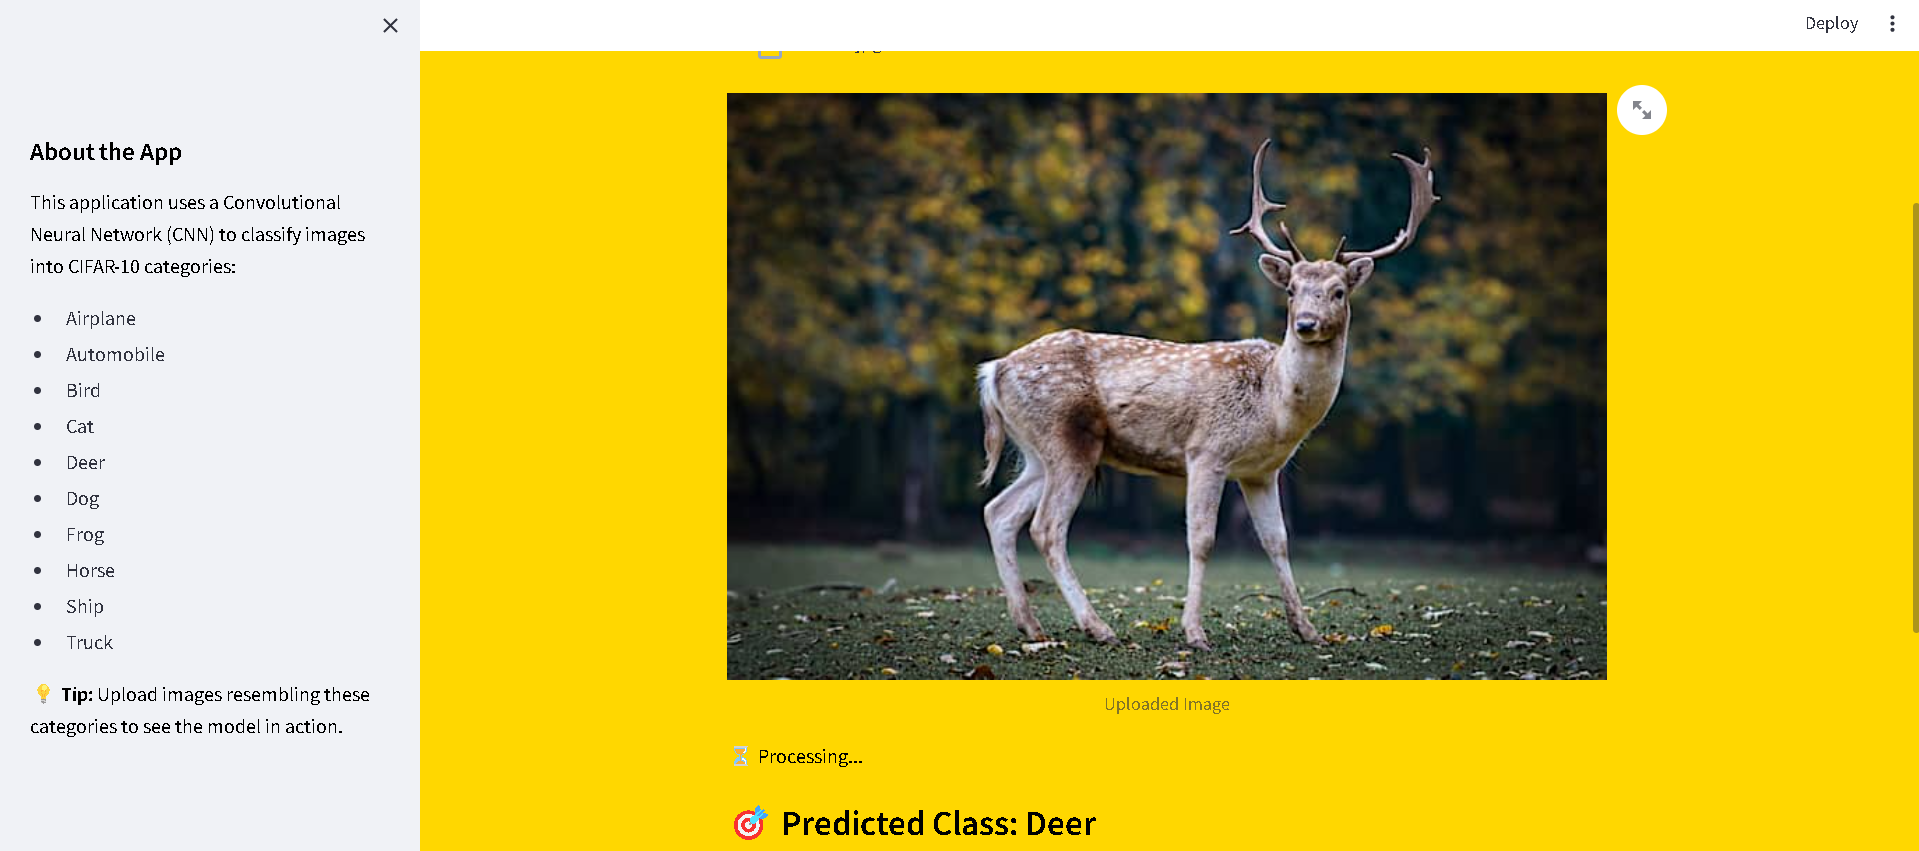 Deploy
About the App
This application uses a Convolutional
Neural Network (CNN) to classify images
into CIFAR-10 categories:
Airplane
Automobile
Bird
Cat
Deer
Dog
Frog
Horse
Ship
Truck
💡 Tip: Upload images resembling these
categories to see the model in action.
Uploaded Image
⏳ Processing...
🎯 Predicted Class: Deer